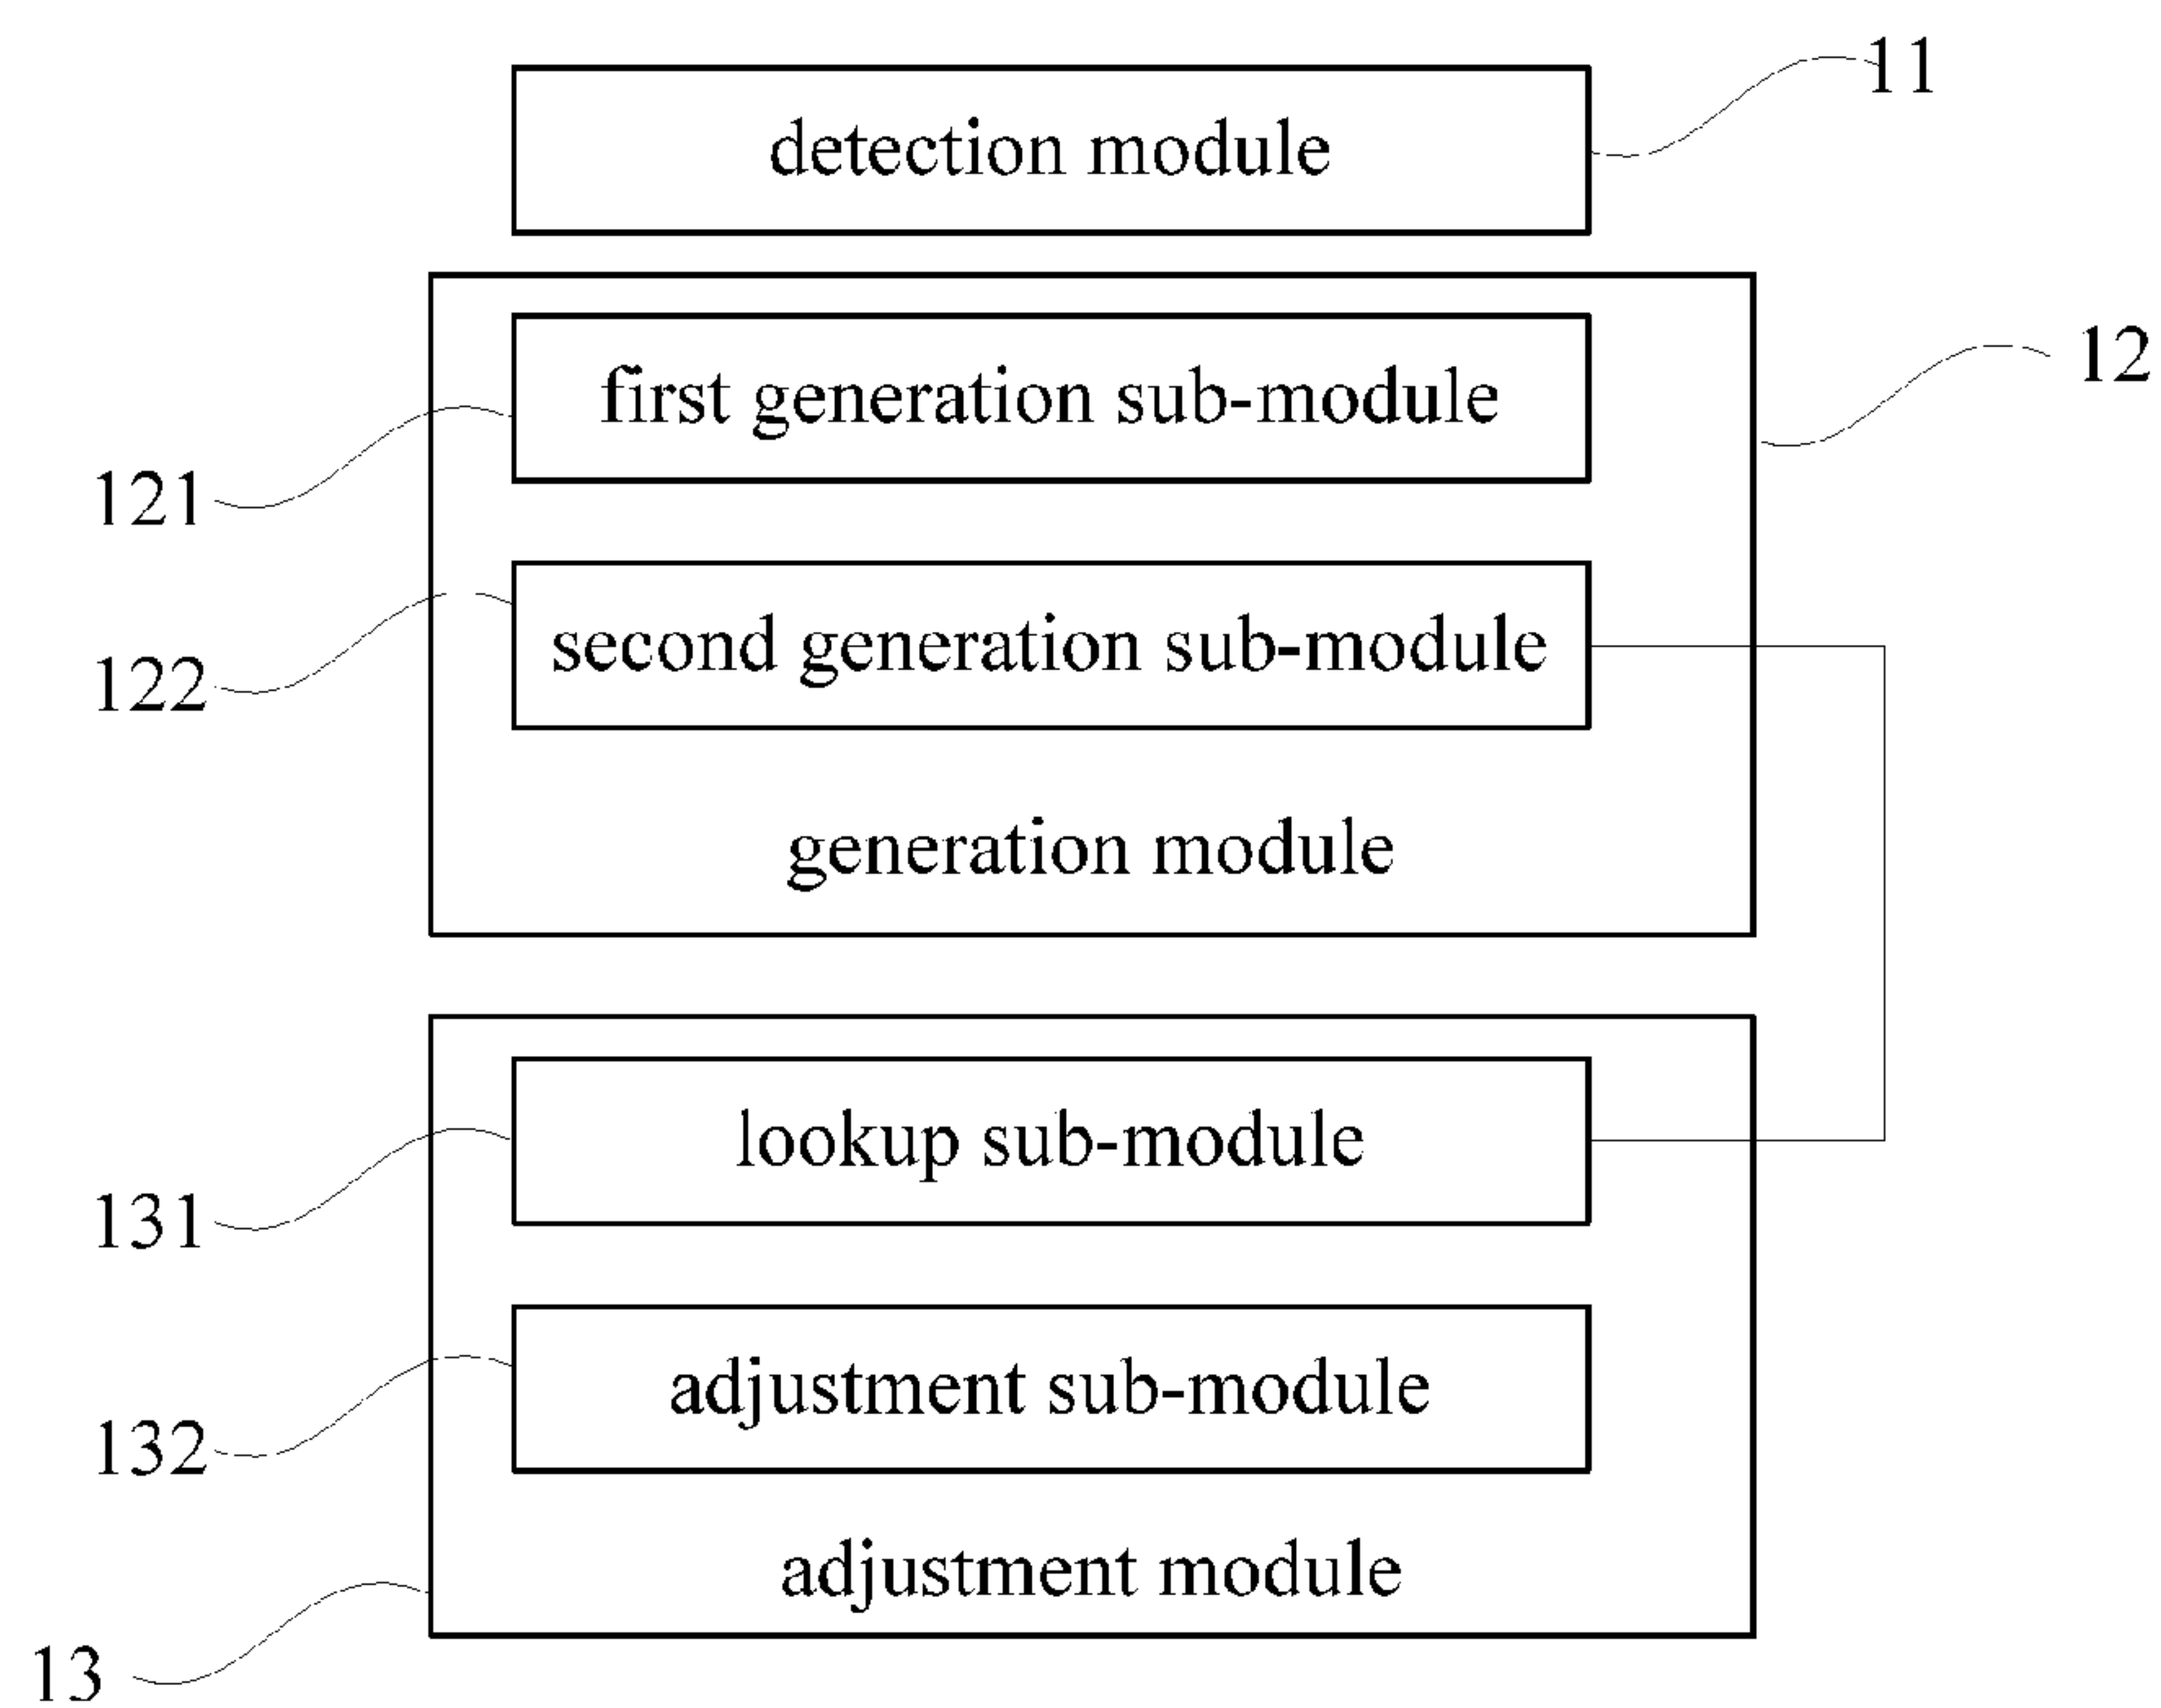 11
detection module
12
first generation sub-module
121
second generation sub-module
122
generation module
lookup sub-module
131
adjustment sub-module
132
adjustment module
13